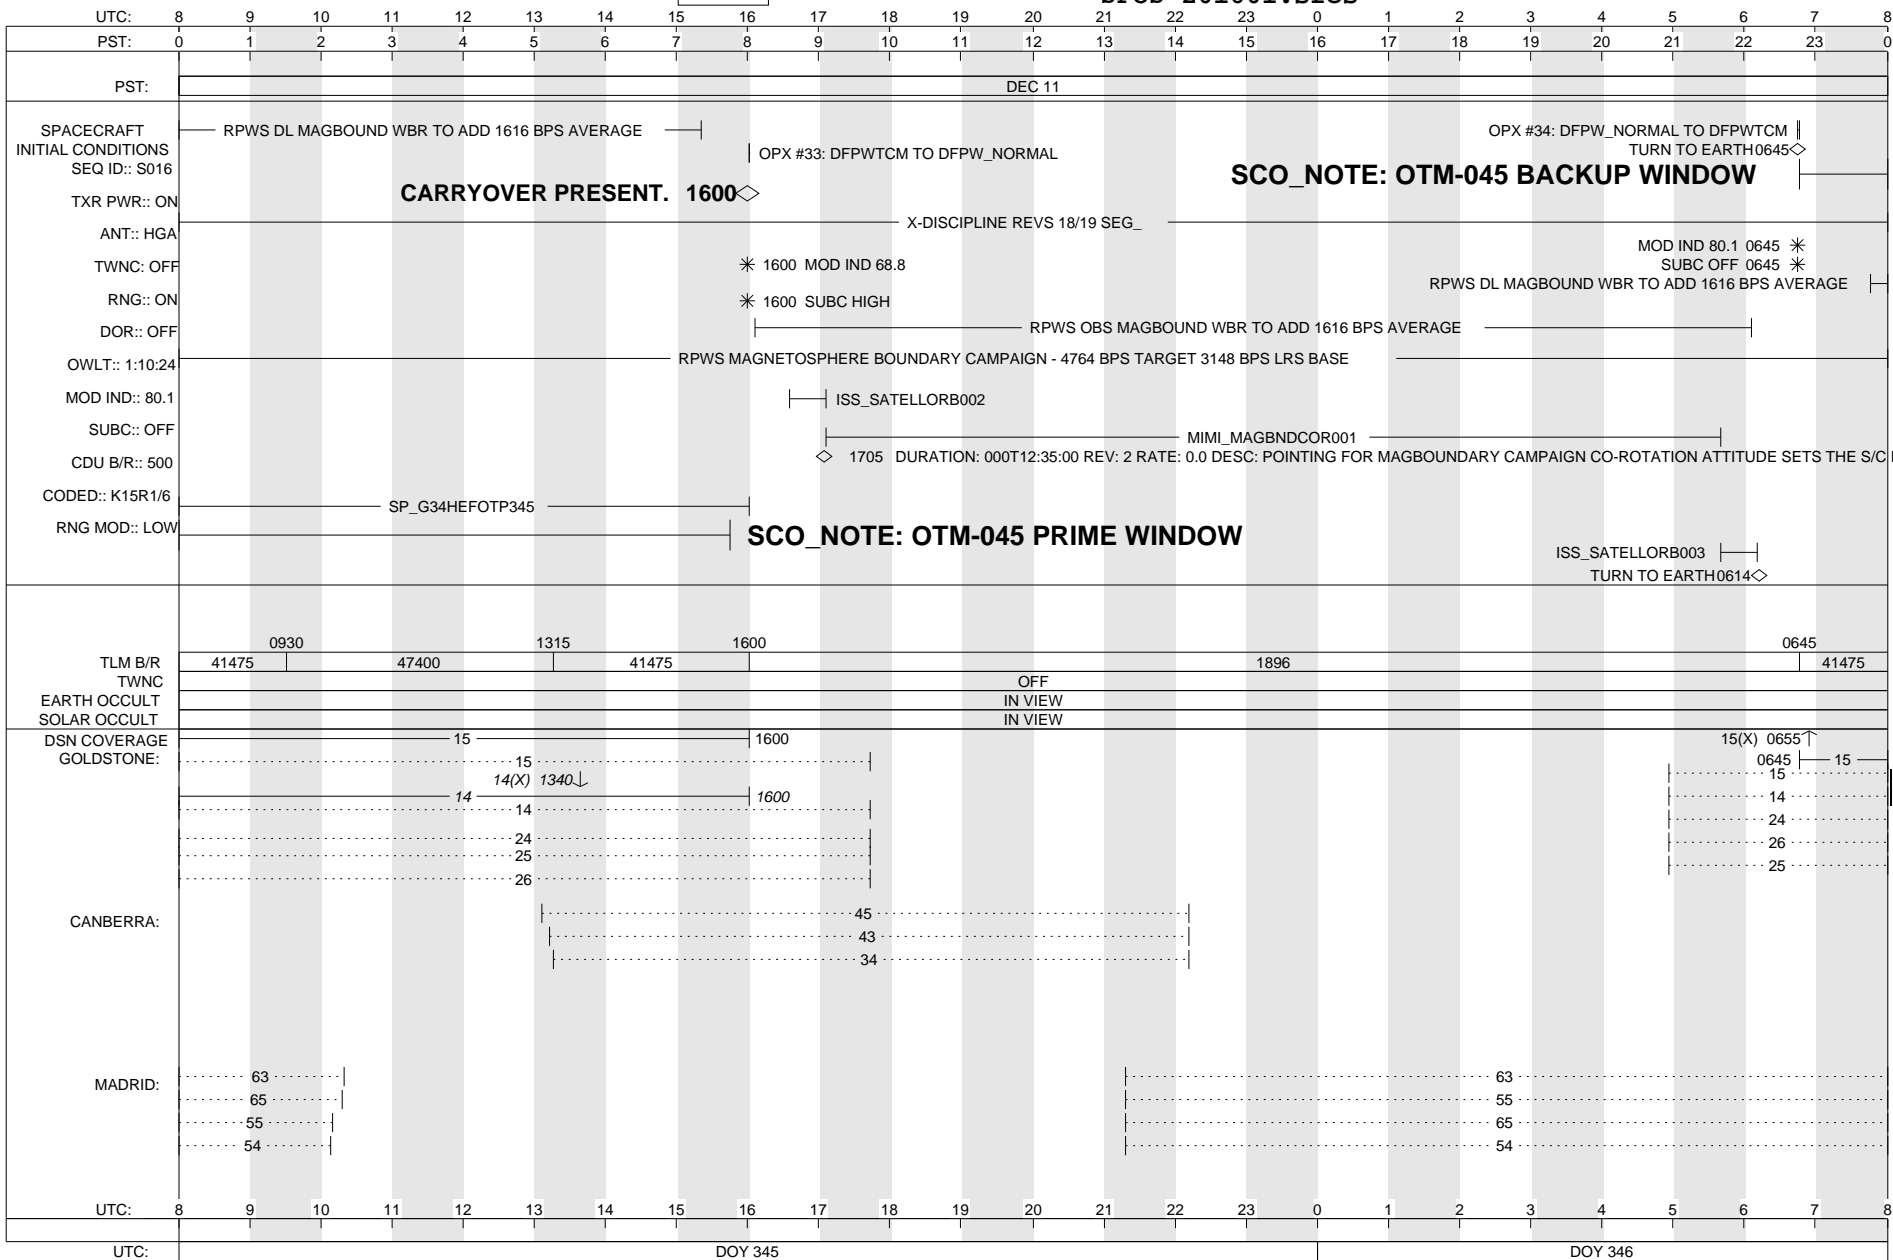 UTC: 8 9 10 11 12 13 14 15 16 17 18 19 20 21 22 23 0 1 2 3 4 5 6 7 8
PST: 0 1 2 3 4 5 6 7 8 9 10 11 12 13 14 15 16 17 18 19 20 21 22 23 0
PST: DEC 11
SPACECRAFT
INITIAL CONDITIONS
SEQ ID:: S016
TXR PWR:: ON
ANT:: HGA
TWNC: OFF
RNG:: ON
DOR:: OFF
OWLT:: 1:10:24
MOD IND:: 80.1
SUBC:: OFF
CDU B/R:: 500
CODED:: K15R1/6
RNG MOD:: LOW
RPWS DL MAGBOUND WBR TO ADD 1616 BPS AVERAGE
OPX #34: DFPW_NORMAL TO DFPWTCM
OPX #33: DFPWTCM TO DFPW_NORMAL
TURN TO EARTH 0645
SCO_NOTE: OTM-045 BACKUP WINDOW
CARRYOVER PRESENT. 1600
X-DISCIPLINE REVS 18/19 SEG_
MOD IND 80.1 0645
1600 MOD IND 68.8
SUBC OFF 0645
RPWS DL MAGBOUND WBR TO ADD 1616 BPS AVERAGE
1600 SUBC HIGH
RPWS OBS MAGBOUND WBR TO ADD 1616 BPS AVERAGE
RPWS MAGNETOSPHERE BOUNDARY CAMPAIGN - 4764 BPS TARGET 3148 BPS LRS BASE
ISS_SATELLORB002
MIMI_MAGBNDCOR001
1705 DURATION: 000T12:35:00 REV: 2 RATE: 0.0 DESC: POINTING FOR MAGBOUNDARY CAMPAIGN CO-ROTATION ATTITUDE SETS THE S/C
SP_G34HEFOTP345
SCO_NOTE: OTM-045 PRIME WINDOW
ISS_SATELLORB003
TURN TO EARTH 0614
0930 1315 1600 0645
TLM B/R 41475 47400 41475 1896 41475
TWNC OFF
EARTH OCCULT IN VIEW
SOLAR OCCULT IN VIEW
DSN COVERAGE
GOLDSTONE:
15 1600 15(X) 0655
15 0645 15
14(X) 1340 15
14 1600 14
14 24
24 26
25 25
26
CANBERRA:
45
43
34
MADRID:
63 63
65 55
55 65
54 54
UTC: 8 9 10 11 12 13 14 15 16 17 18 19 20 21 22 23 0 1 2 3 4 5 6 7 8
UTC: DOY 345 DOY 346